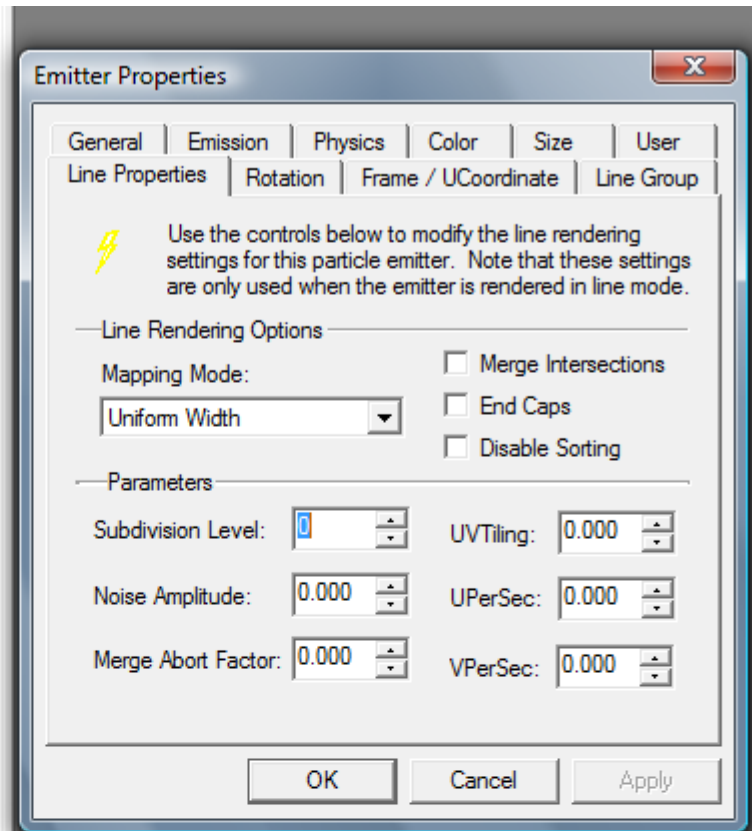 Emitter Properties
General Emission Physics Color Size User
Line Properties Rotation Frame / UCoordinate Line Group
Use the controls below to modify the line rendering
settings for this particle emitter. Note that these settings
are only used when the emitter is rendered in line mode.
Line Rendering Options
Mapping Mode:
Uniform Width
Merge Intersections
End Caps
Disable Sorting
Parameters
Subdivision Level: 0 UVTiling: 0.000
Noise Amplitude: 0.000 UPerSec: 0.000
Merge Abort Factor: 0.000 VPerSec: 0.000
OK Cancel Apply